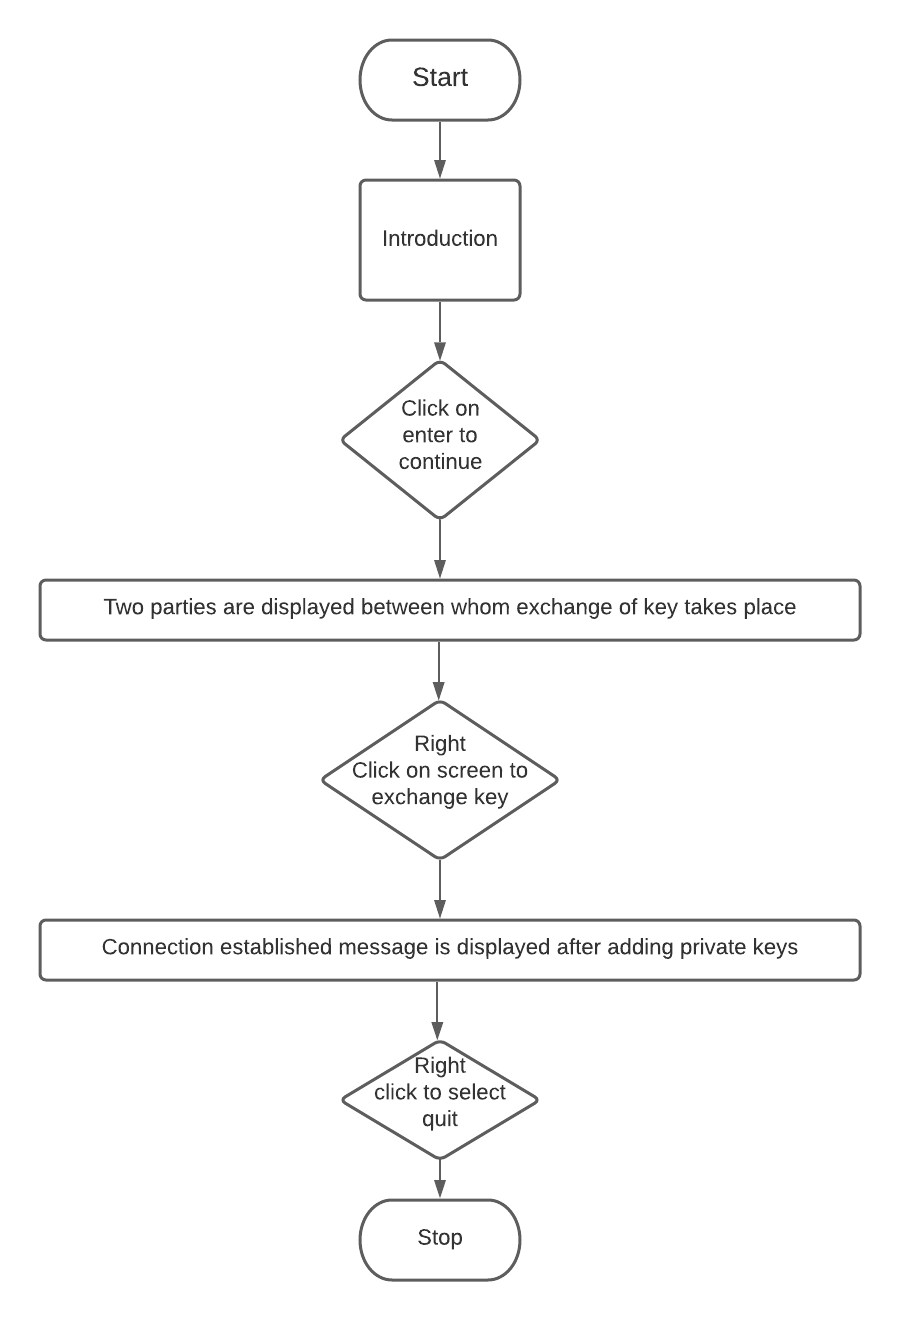 Start
Introduction
Click on
enter to
continue
Two parties are displayed between whom exchange of key takes place
Right
Click on screen to
exchange key
Connection established message is displayed after adding private keys
Right
click to select
quit
Stop